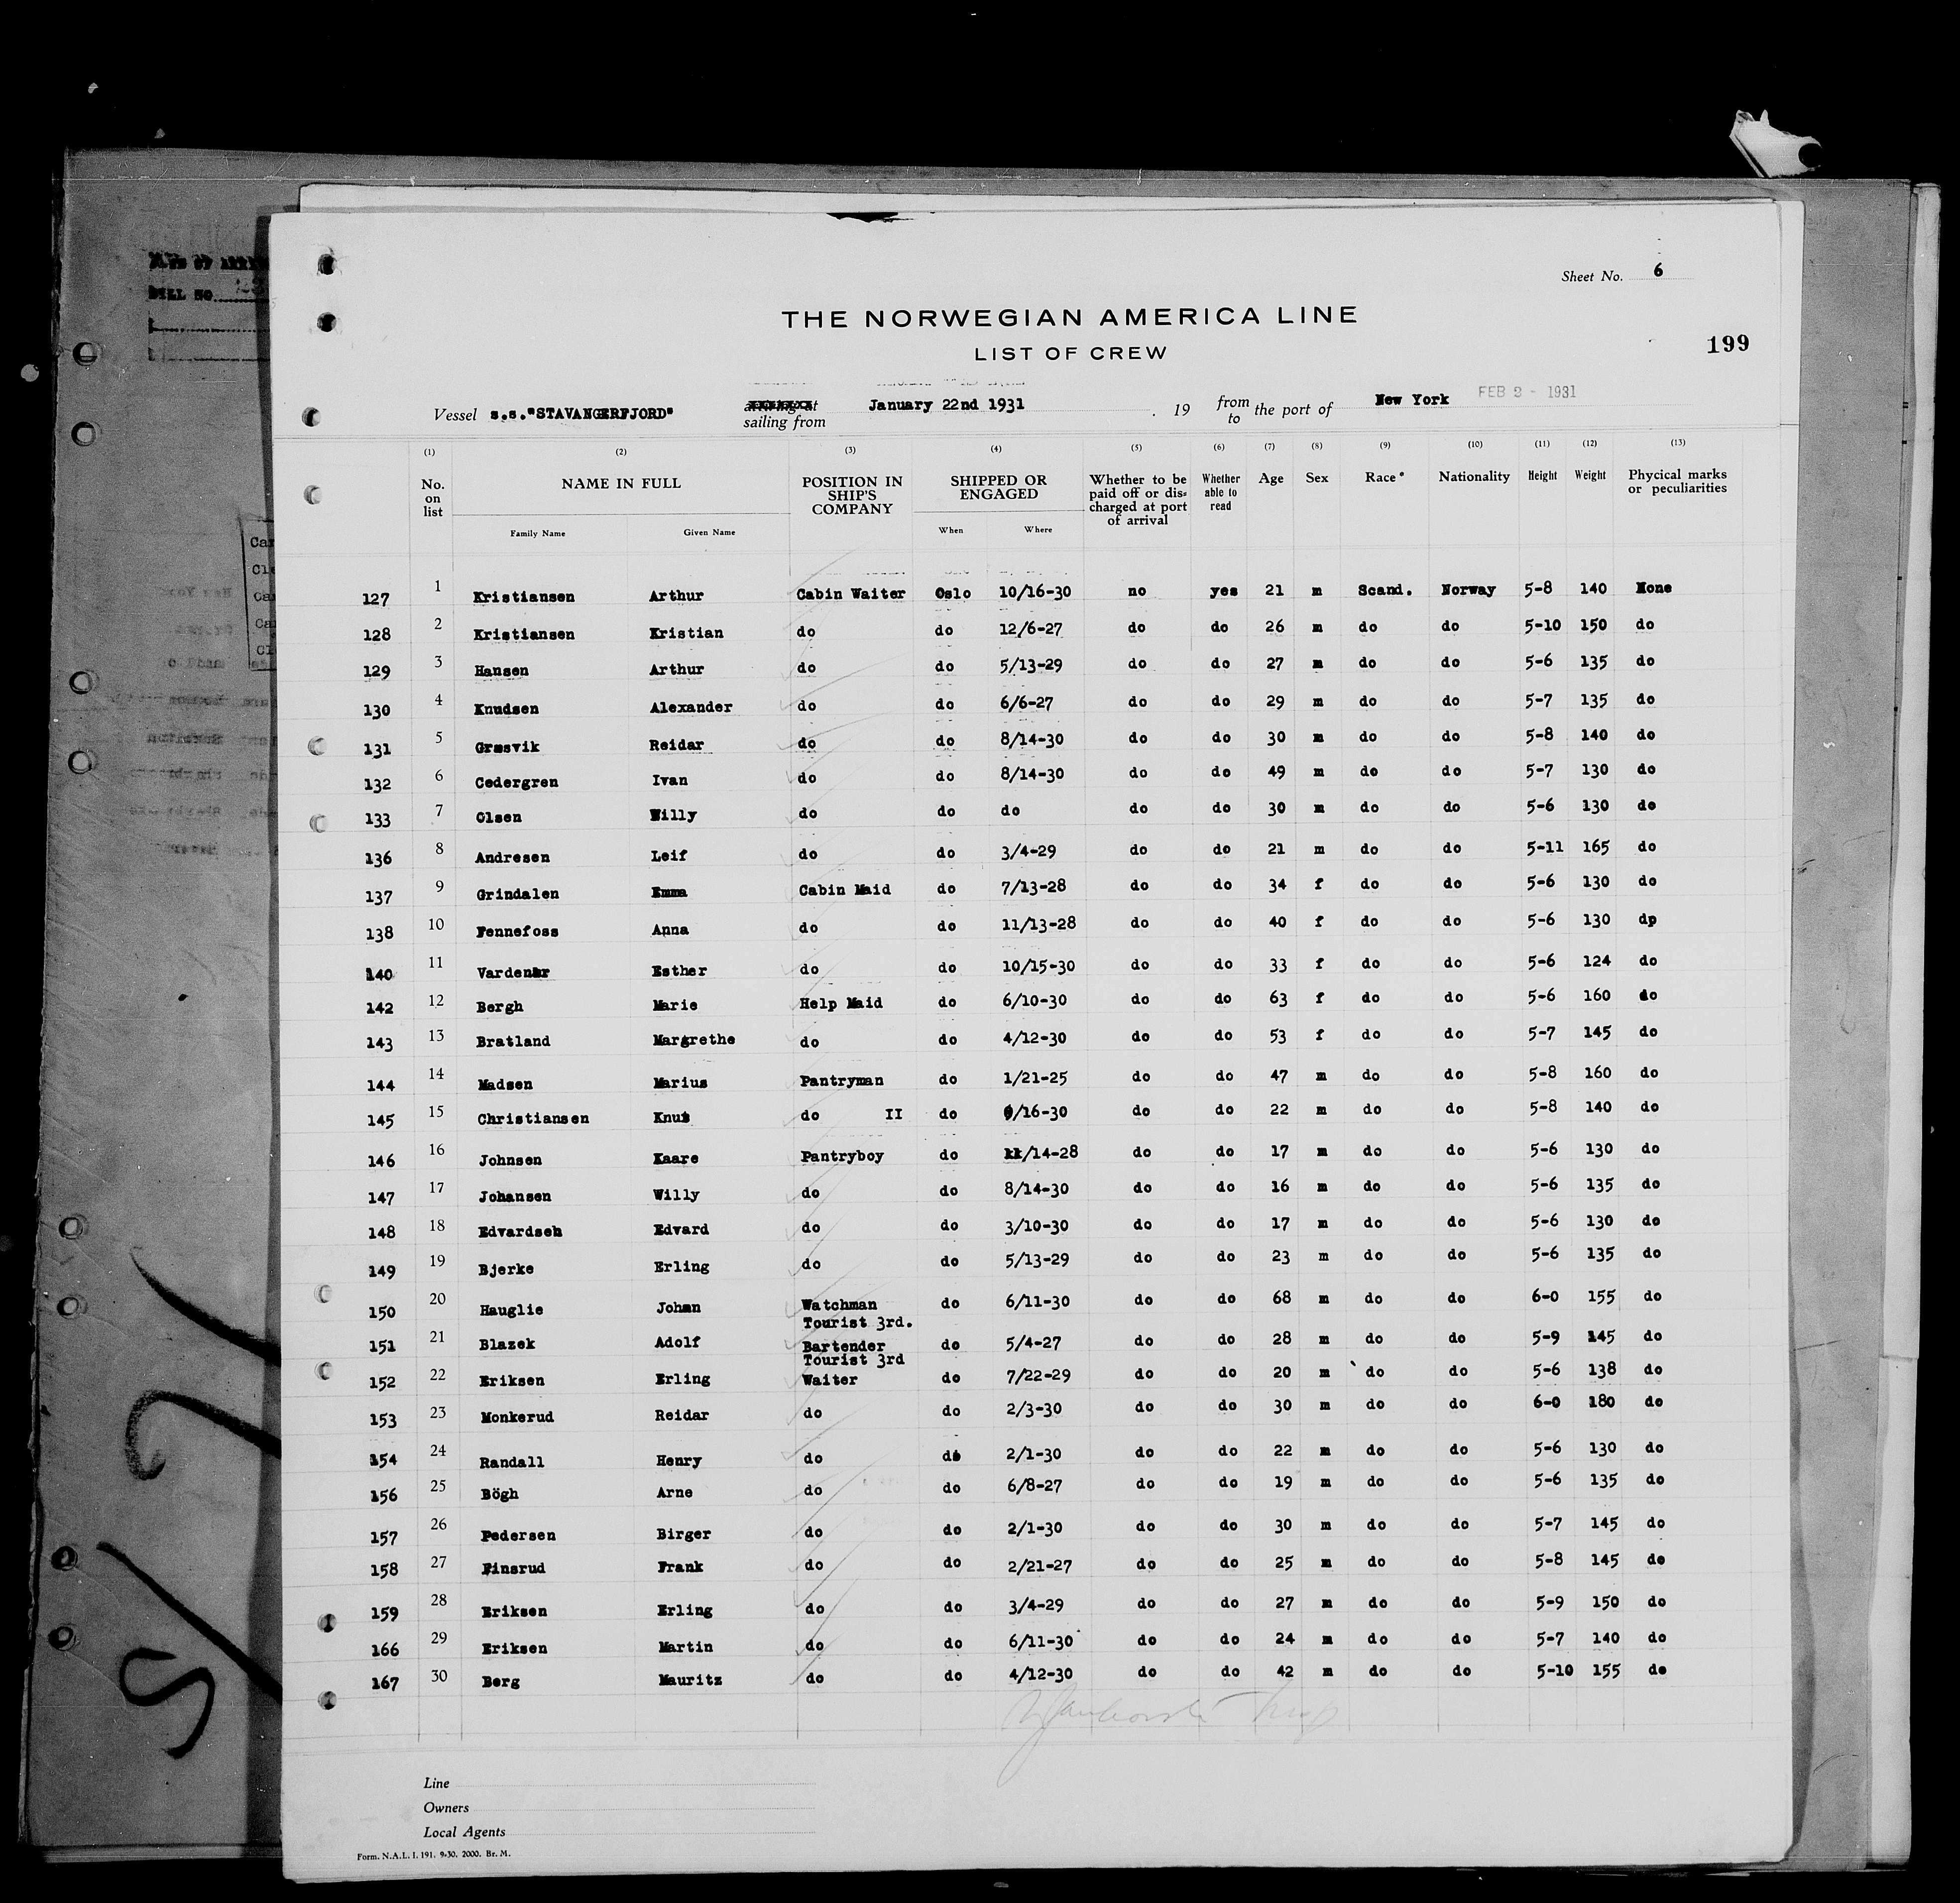 Sheet No. 6
THE NORWEGIAN AMERICA LINE
LIST OF CREW
199
Vessel s.s."STAVANGERFJORD" arriving at sailing from January 22nd 1931 . 19 from to the port of New York FEB 3 - 1931
(1) (2) (3) (4) (5) (6) (7) (8) (9) (10) (11) (12) (13)
No. on list NAME IN FULL POSITION IN SHIP'S COMPANY SHIPPED OR ENGAGED Whether to be paid off or discharged at port of arrival Whether able to read Age Sex Race* Nationality Height Weight Physical marks or peculiarities
Family Name Given Name When Where
127 1 Kristiansen Arthur Cabin Waiter Oslo 10/16-30 no yes 21 m Scand. Norway 5-8 140 None
128 2 Kristiansen Kristian do do 12/6-27 do do 26 m do do 5-10 150 do
129 3 Hansen Arthur do do 5/13-29 do do 27 m do do 5-6 135 do
130 4 Knudsen Alexander do do 6/6-27 do do 29 m do do 5-7 135 do
131 5 Græsvik Reidar do do 8/14-30 do do 30 m do do 5-8 140 do
132 6 Cedergren Ivan do do 8/14-30 do do 49 m do do 5-7 130 do
133 7 Olsen Willy do do do do do 30 m do do 5-6 130 do
136 8 Andresen Leif do do 3/4-29 do do 21 m do do 5-11 165 do
137 9 Grindalen Emma Cabin Maid do 7/13-28 do do 34 f do do 5-6 130 do
138 10 Fennefoss Anna do do 11/13-28 do do 40 f do do 5-6 130 dp
140 11 Vardenær Esther do do 10/15-30 do do 33 f do do 5-6 124 do
142 12 Bergh Marie Help Maid do 6/10-30 do do 63 f do do 5-6 160 do
143 13 Bratland Margrethe do do 4/12-30 do do 53 f do do 5-7 145 do
144 14 Madsen Marius Pantryman do 1/21-25 do do 47 m do do 5-8 160 do
145 15 Christiansen Knut do II do /16-30 do do 22 m do do 5-8 140 do
146 16 Johnsen Kaare Pantryboy do /14-28 do do 17 m do do 5-6 130 do
147 17 Johansen Willy do do 8/14-30 do do 16 m do do 5-6 135 do
148 18 Edvardseh Edvard do do 3/10-30 do do 17 m do do 5-6 130 do
149 19 Bjerke Erling do do 5/13-29 do do 23 m do do 5-6 135 do
150 20 Hauglie Johan Watchman do 6/11-30 do do 68 m do do 6-0 155 do
Tourist 3rd.
151 21 Blazek Adolf Bartender do 5/4-27 do do 28 m do do 5-9 145 do
Tourist 3rd
152 22 Eriksen Erling Waiter do 7/22-29 do do 20 m do do 5-6 138 do
153 23 Monkerud Reidar do do 2/3-30 do do 30 m do do 6-0 180 do
154 24 Randall Henry do do 2/1-30 do do 22 m do do 5-6 130 do
156 25 Bögh Arne do do 6/8-27 do do 19 m do do 5-6 135 do
157 26 Pedersen Birger do do 2/1-30 do do 30 m do do 5-7 145 do
158 27 Finsrud Frank do do 2/21-27 do do 25 m do do 5-8 145 do
159 28 Eriksen Erling do do 3/4-29 do do 27 m do do 5-9 150 do
166 29 Eriksen Martin do do 6/11-30 do do 24 m do do 5-7 140 do
167 30 Berg Mauritz do do 4/12-30 do do 42 m do do 5-10 155 do
Line
Owners
Local Agents
Form. N.A.L. I. 191. 9-30. 2000. Br. M.